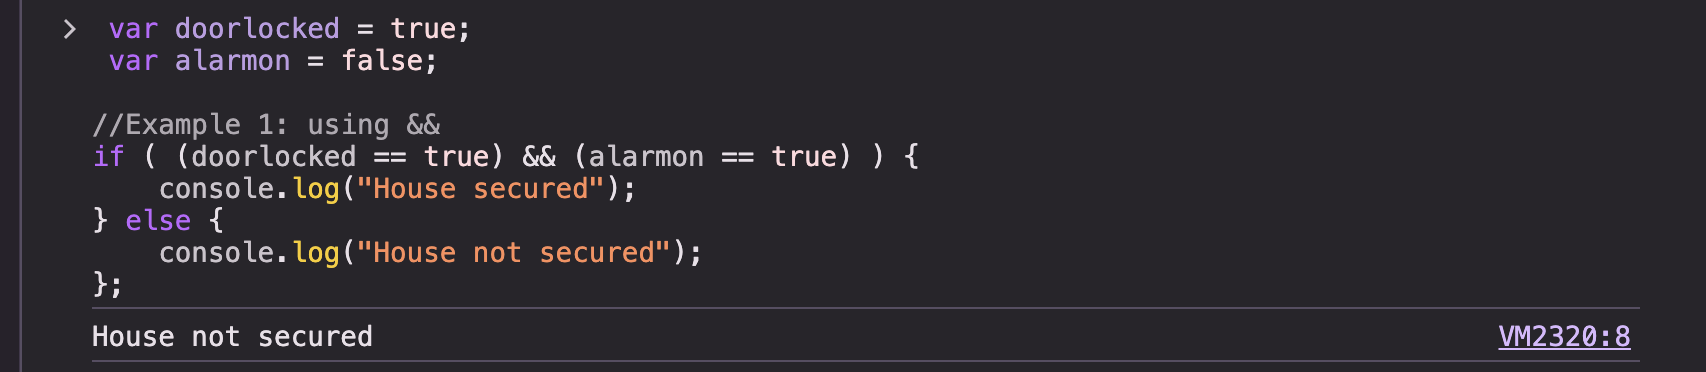 > var doorlocked = true;
var alarmon = false;
//Example 1: using &&
if ( (doorlocked == true) && (alarmon == true) ) {
    console.log("House secured");
} else {
    console.log("House not secured");
};
House not secured VM2320:8